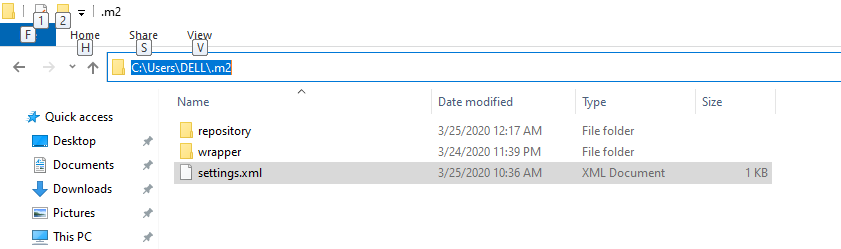 1 2 .m2
F Home Share View
H S V
C:\Users\DELL\.m2
Name Date modified Type Size
Quick access
repository 3/25/2020 12:17 AM File folder
Desktop
wrapper 3/24/2020 11:39 PM File folder
Documents
settings.xml 3/25/2020 10:36 AM XML Document 1 KB
Downloads
Pictures
This PC